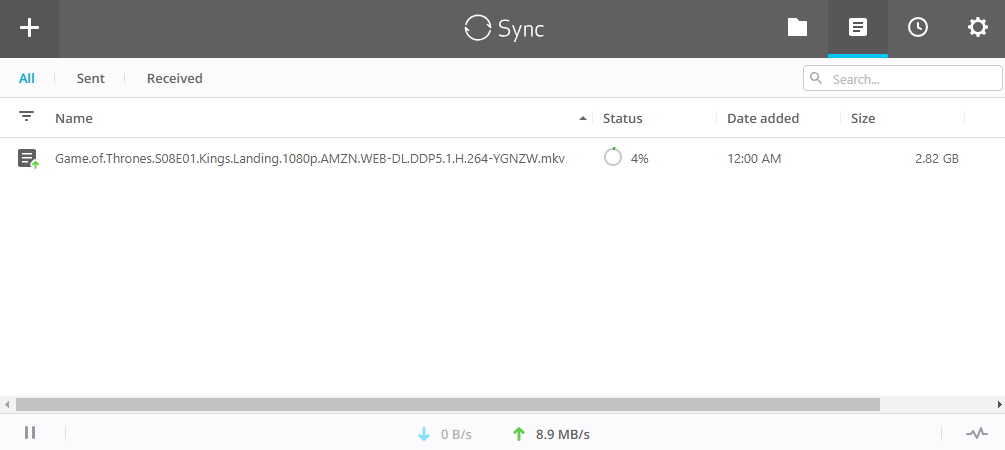 Sync
All Sent Received Search...
Name Status Date added Size
Game.of.Thrones.S08E01.Kings.Landing.1080p.AMZN.WEB-DL.DDP5.1.H.264-YGNZW.mkv 4% 12:00 AM 2.82 GB
0 B/s 8.9 MB/s